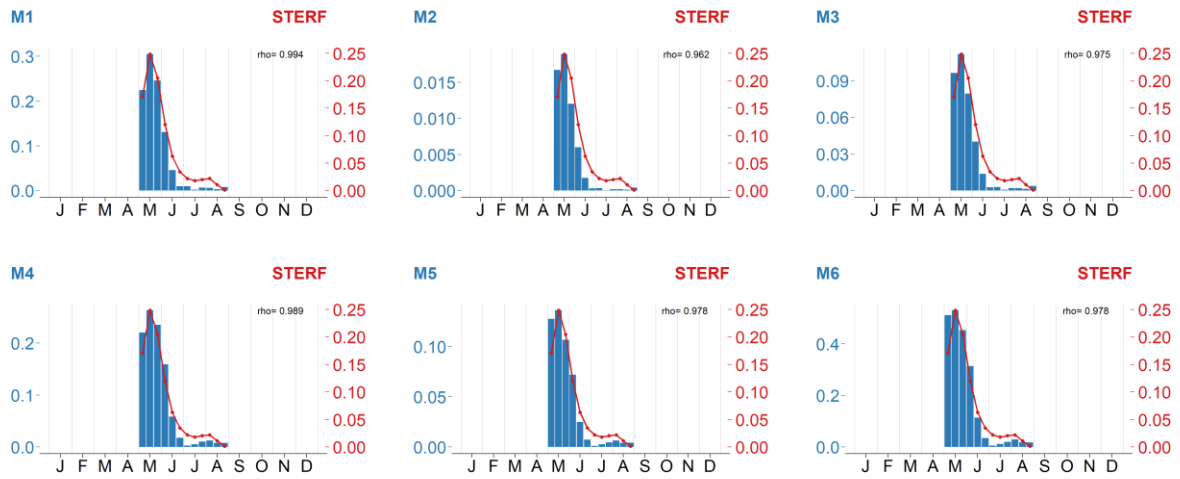 M1 STERF M2 STERF M3 STERF
rho= 0.994 rho= 0.962 rho= 0.975
0.3 0.25 0.015 0.25 0.09 0.25
0.2 0.20 0.010 0.20 0.06 0.20
0.1 0.15 0.005 0.15 0.03 0.15
0.0 0.10 0.000 0.10 0.00 0.10
0.05 0.05 0.05
0.00 0.00 0.00
J F M A M J J A S O N D J F M A M J J A S O N D J F M A M J J A S O N D
M4 STERF M5 STERF M6 STERF
rho= 0.989 rho= 0.978 rho= 0.978
0.2 0.25 0.10 0.25 0.4 0.25
0.1 0.20 0.05 0.20 0.2 0.20
0.0 0.15 0.00 0.15 0.0 0.15
0.10 0.10 0.10
0.05 0.05 0.05
0.00 0.00 0.00
J F M A M J J A S O N D J F M A M J J A S O N D J F M A M J J A S O N D